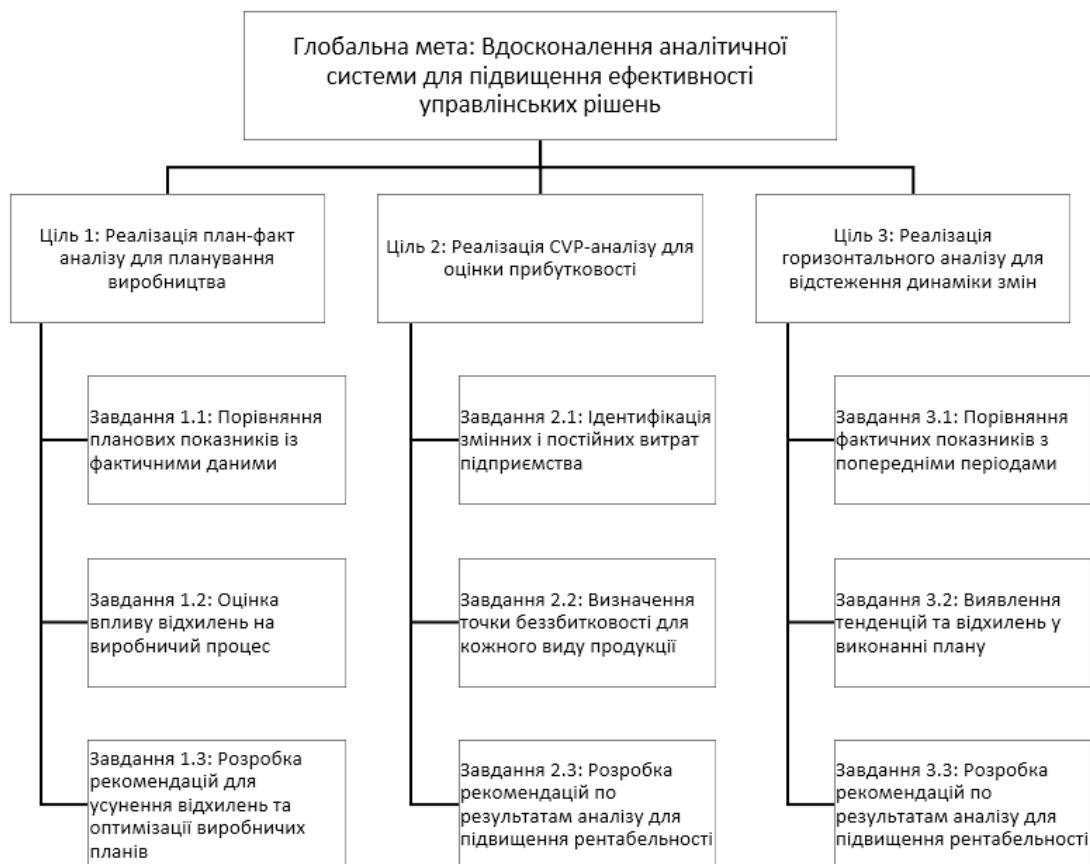 Глобальна мета: Вдосконалення аналітичної
системи для підвищення ефективності
управлінських рішень
Ціль 1: Реалізація план-факт
аналізу для планування
виробництва
Ціль 2: Реалізація CVP-аналізу для
оцінки прибутковості
Ціль 3: Реалізація
горизонтального аналізу для
відстеження динаміки змін
Завдання 1.1: Порівняння
планових показників із
фактичними даними
Завдання 2.1: Ідентифікація
змінних і постійних витрат
підприємства
Завдання 3.1: Порівняння
фактичних показників з
попередніми періодами
Завдання 1.2: Оцінка
впливу відхилень на
виробничий процес
Завдання 2.2: Визначення
точки беззбитковості для
кожного виду продукції
Завдання 3.2: Виявлення
тенденцій та відхилень у
виконанні плану
Завдання 1.3: Розробка
рекомендацій для
усунення відхилень та
оптимізації виробничих
планів
Завдання 2.3: Розробка
рекомендацій по
результатам аналізу для
підвищення рентабельності
Завдання 3.3: Розробка
рекомендацій по
результатам аналізу для
підвищення рентабельності